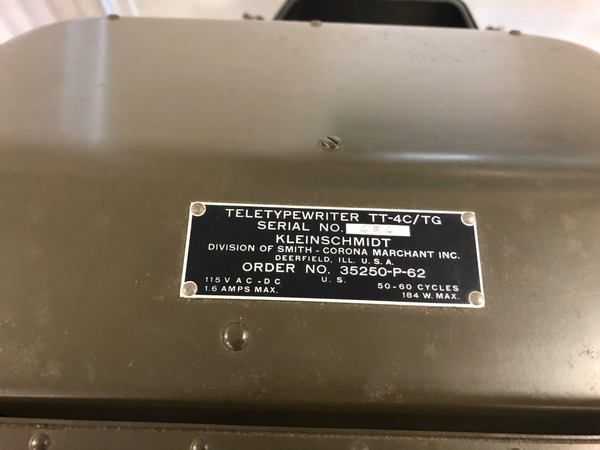 TELETYPEWRITER TT-4C/TG
SERIAL NO.
KLEINSCHMIDT
DIVISION OF SMITH - CORONA MARCHANT INC.
DEERFIELD, ILL. U. S. A.
ORDER NO. 35250-P-62
U. S.
115 V A C - D C 50-60 CYCLES
1.6 AMPS MAX. 184 W. MAX.